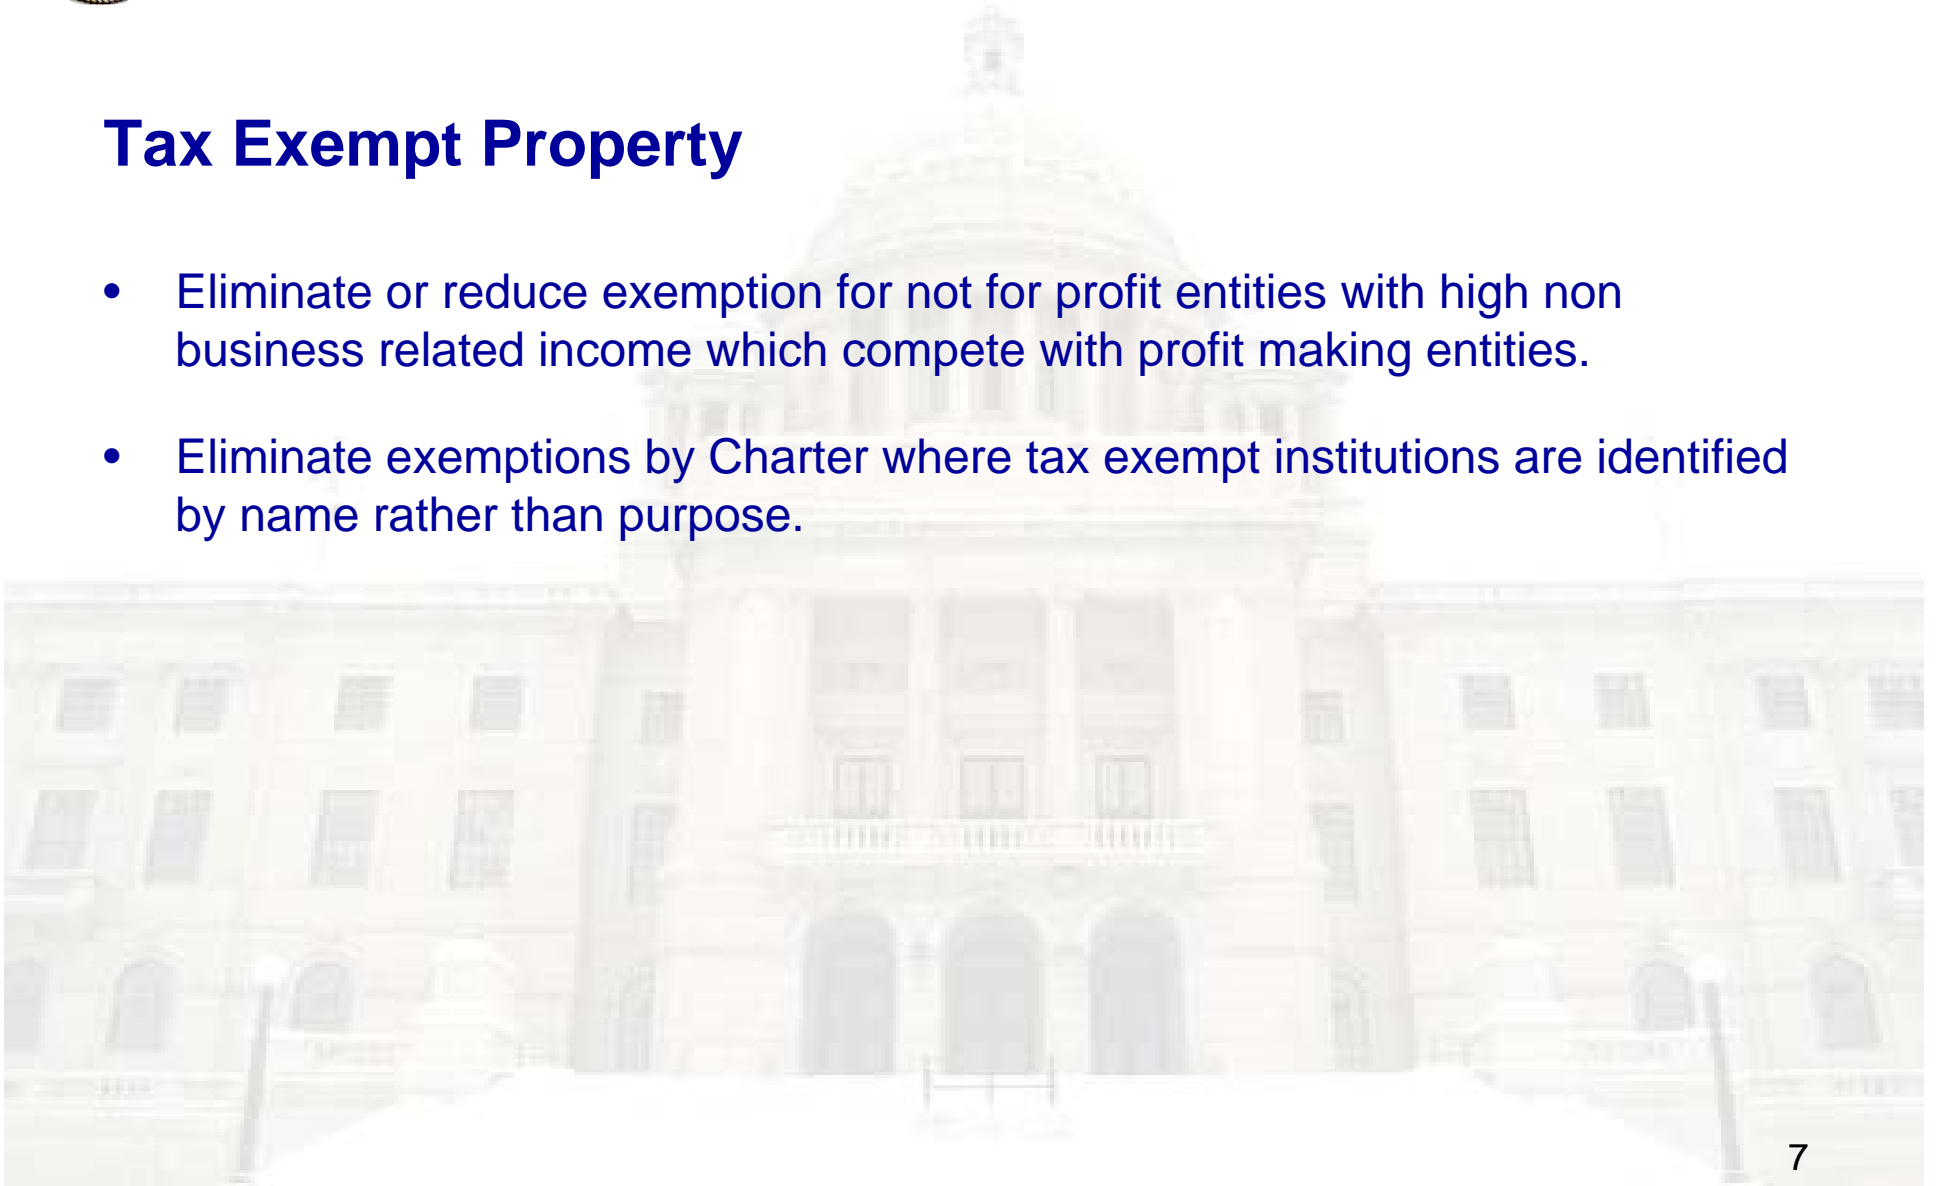 Tax Exempt Property
• Eliminate or reduce exemption for not for profit entities with high non
business related income which compete with profit making entities.
• Eliminate exemptions by Charter where tax exempt institutions are identified
by name rather than purpose.
7